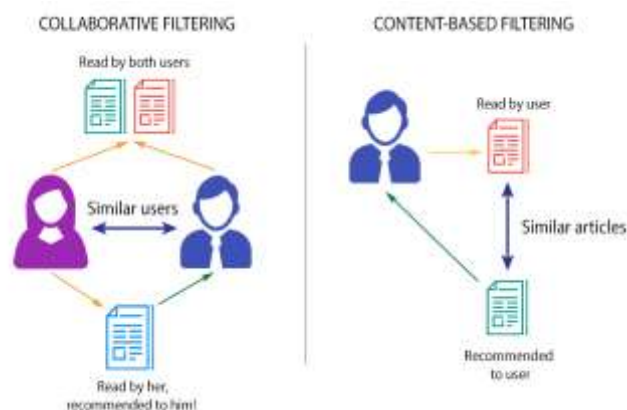 COLLABORATIVE FILTERING
Read by both users
Similar users
Read by her,
recommended to him!
CONTENT-BASED FILTERING
Read by user
Similar articles
Recommended
to user